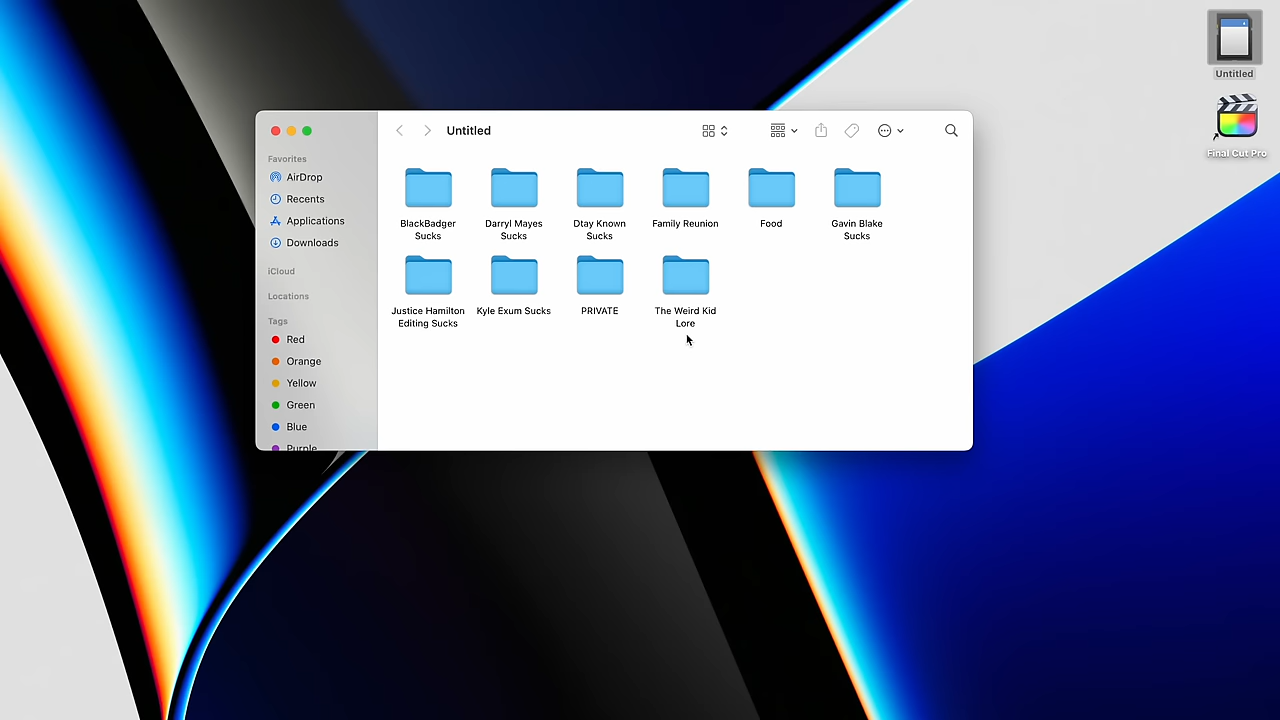 Untitled
Final Cut Pro
Untitled
Favorites
AirDrop
Recents
Applications
Downloads
iCloud
Locations
Tags
Red
Orange
Yellow
Green
Blue
Purple
BlackBadger
Sucks
Darryl Mayes
Sucks
Dtay Known
Sucks
Family Reunion
Food
Gavin Blake
Sucks
Justice Hamilton
Editing Sucks
Kyle Exum Sucks
PRIVATE
The Weird Kid
Lore